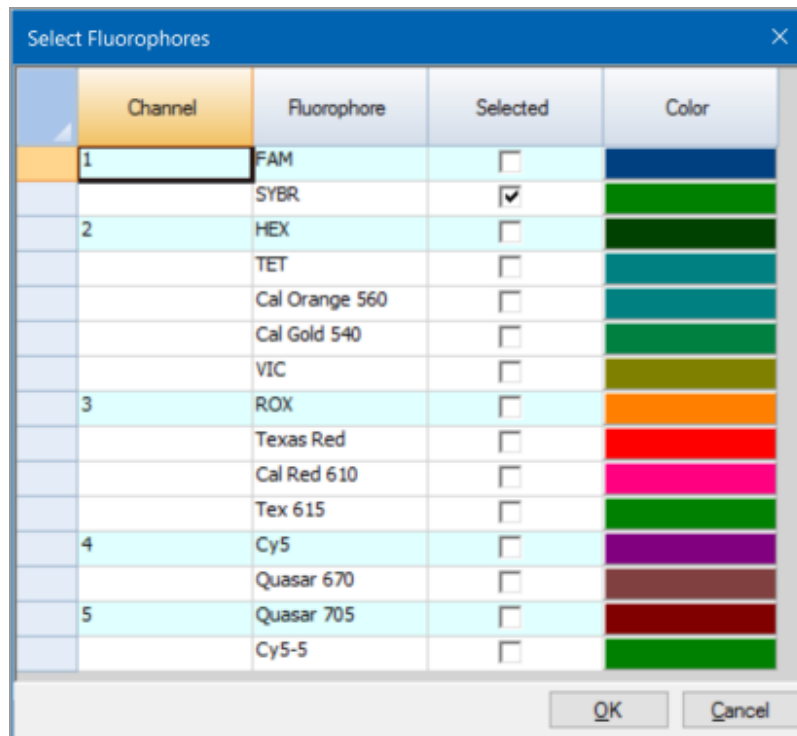 Select Fluorophores
Channel Fluorophore Selected Color
1 FAM
SYBR
2 HEX
TET
Cal Orange 560
Cal Gold 540
VIC
3 ROX
Texas Red
Cal Red 610
Tex 615
4 Cy5
Quasar 670
5 Quasar 705
Cy5-5
OK Cancel